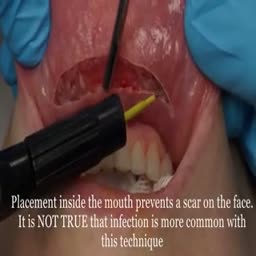 Placement inside the mouth prevents a scar on the face.
It is NOT TRUE that infection is more common with
this technique